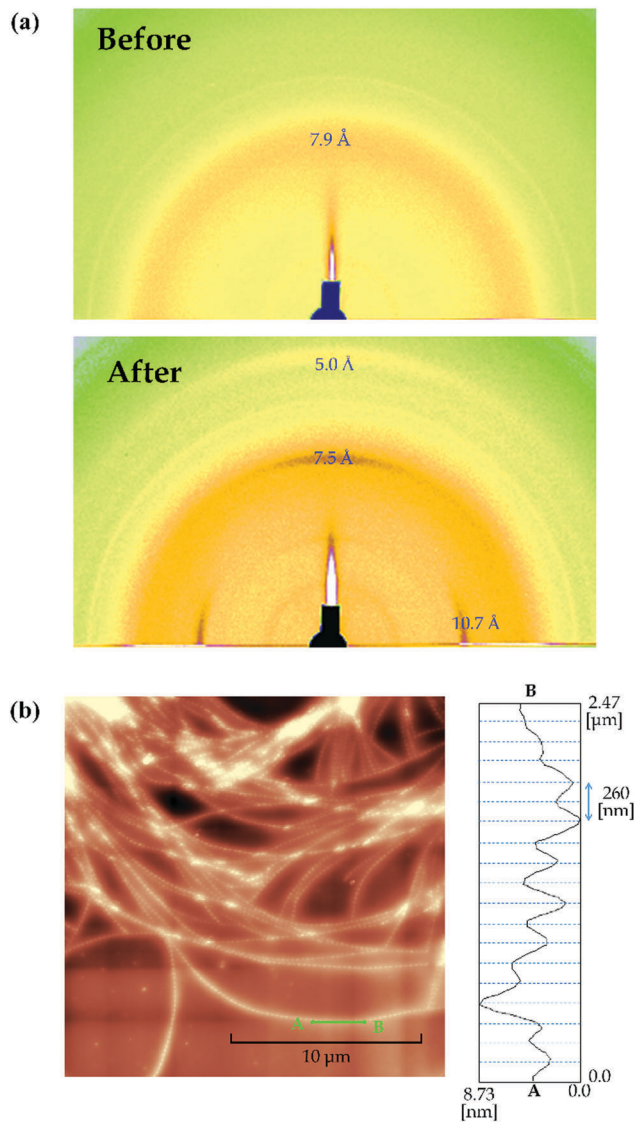 (a)
Before
7.9 Å
After
5.0 Å
7.5 Å
10.7 Å
(b)
B
2.47
[µm]
260
[nm]
A
B
10 µm
0.0
8.73
A
0.0
[nm]